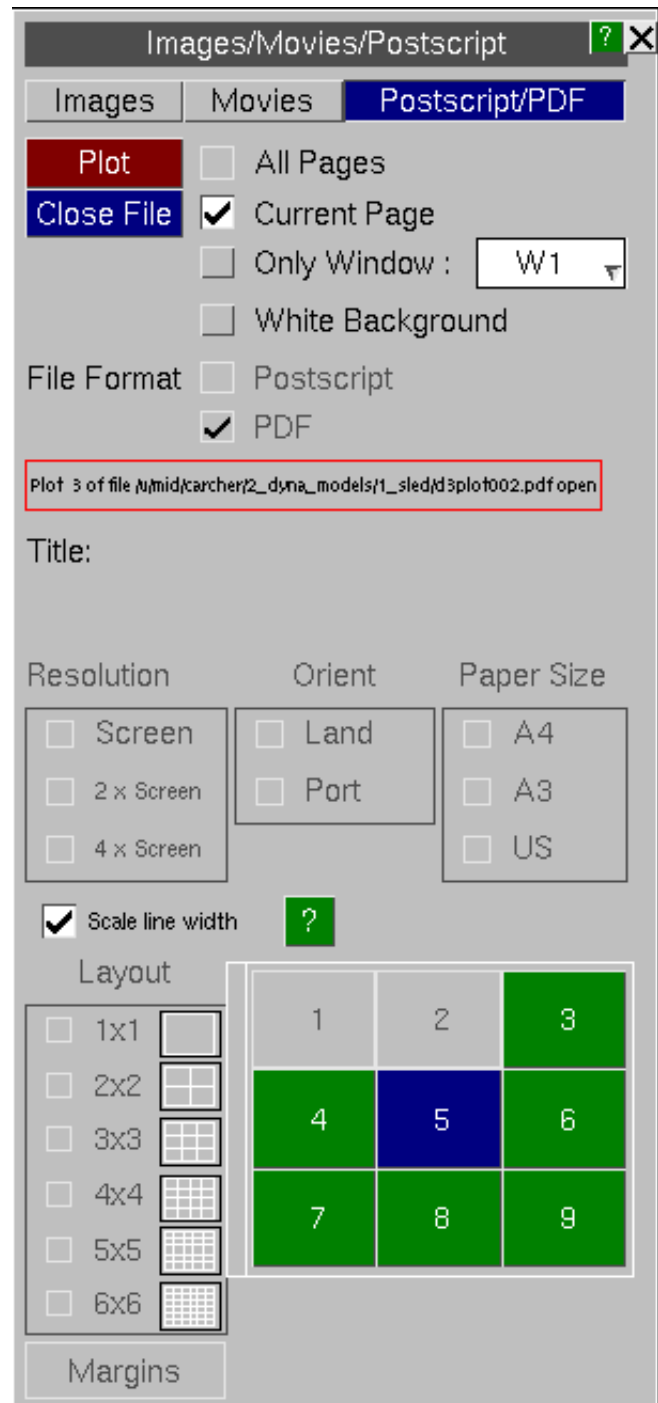 Images/Movies/Postscript ? X
Images Movies Postscript/PDF
Plot All Pages
Close File Current Page
Only Window : W1
White Background
File Format Postscript
PDF
Plot 3 of file /u/mid/carcher/2_dyna_models/1_sled/d3plot002.pdf open
Title:
Resolution Orient Paper Size
Screen Land A4
2 x Screen Port A3
4 x Screen US
Scale line width ?
Layout
1x1
2x2
3x3
4x4
5x5
6x6
1 2 3
4 5 6
7 8 9
Margins